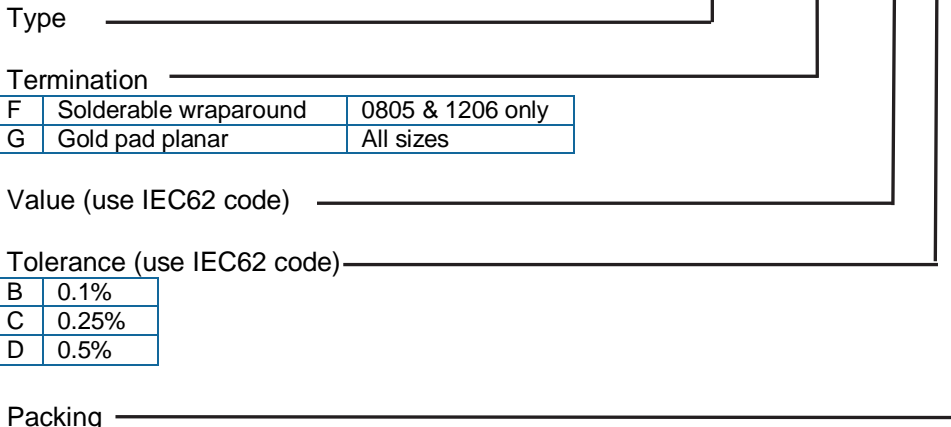 Type
Termination
F Solderable wraparound 0805 & 1206 only
G Gold pad planar All sizes
Value (use IEC62 code)
Tolerance (use IEC62 code)
B 0.1%
C 0.25%
D 0.5%
Packing